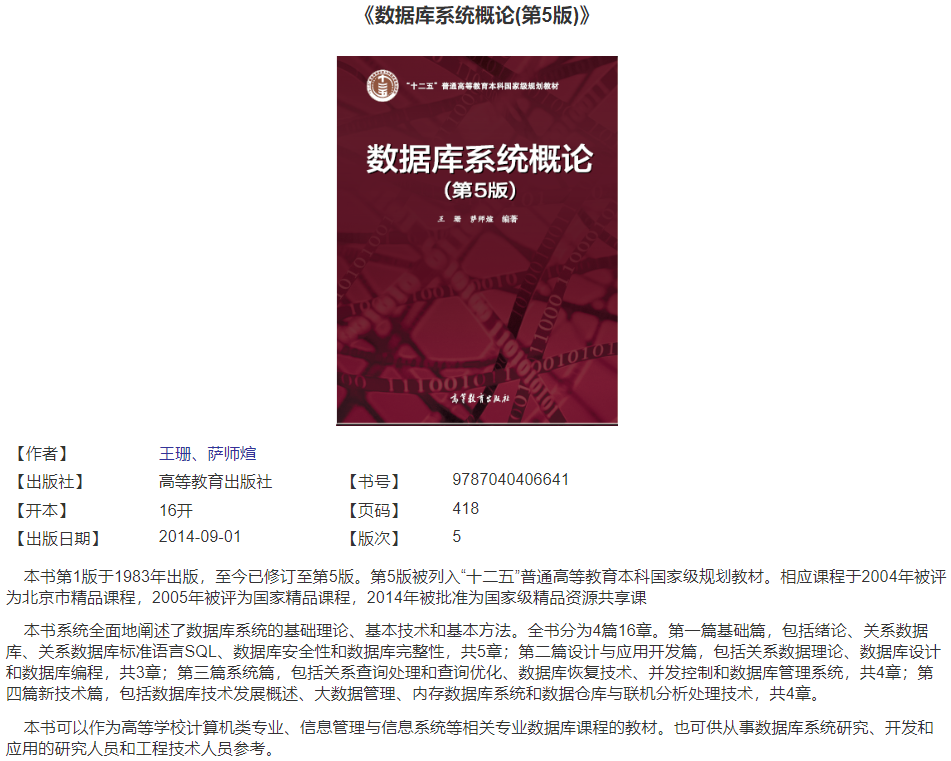 《数据库系统概论(第5版)》
“十二五”普通高等教育本科国家级规划教材
数据库系统概论
（第5版）
王 珊 萨师煊 编著
高等教育出版社
【作者】 王珊、萨师煊
【出版社】 高等教育出版社 【书号】 9787040406641
【开本】 16开 【页码】 418
【出版日期】 2014-09-01 【版次】 5
本书第1版于1983年出版，至今已修订至第5版。第5版被列入“十二五”普通高等教育本科国家级规划教材。相应课程于2004年被评
为北京市精品课程，2005年被评为国家精品课程，2014年被批准为国家级精品资源共享课
本书系统全面地阐述了数据库系统的基础理论、基本技术和基本方法。全书分为4篇16章。第一篇基础篇，包括绪论、关系数据
库、关系数据库标准语言SQL、数据库安全性和数据库完整性，共5章；第二篇设计与应用开发篇，包括关系数据理论、数据库设计
和数据库编程，共3章；第三篇系统篇，包括关系查询处理和查询优化、数据库恢复技术、并发控制和数据库管理系统，共4章；第
四篇新技术篇，包括数据库技术发展概述、大数据管理、内存数据库系统和数据仓库与联机分析处理技术，共4章。
本书可以作为高等学校计算机类专业、信息管理与信息系统等相关专业数据库课程的教材。也可供从事数据库系统研究、开发和
应用的研究人员和工程技术人员参考。